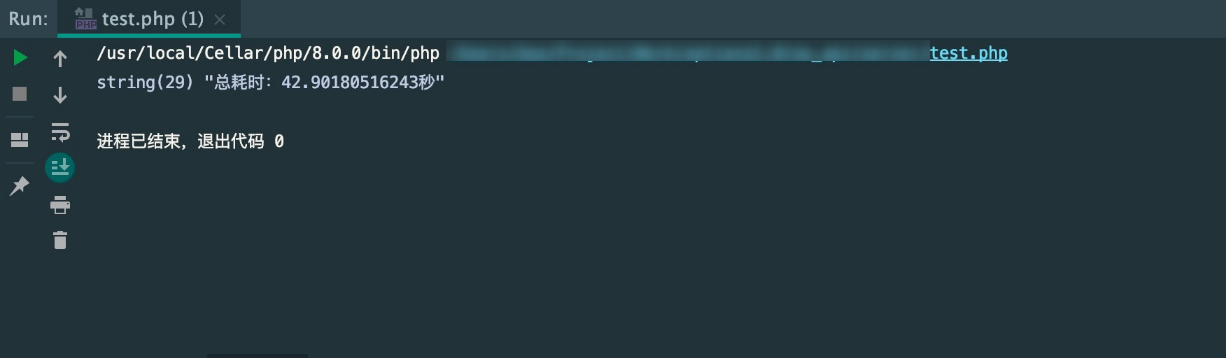 Run: test.php (1)
/usr/local/Cellar/php/8.0.0/bin/php test.php
string(29) "总耗时：42.90180516243秒"
进程已结束，退出代码 0